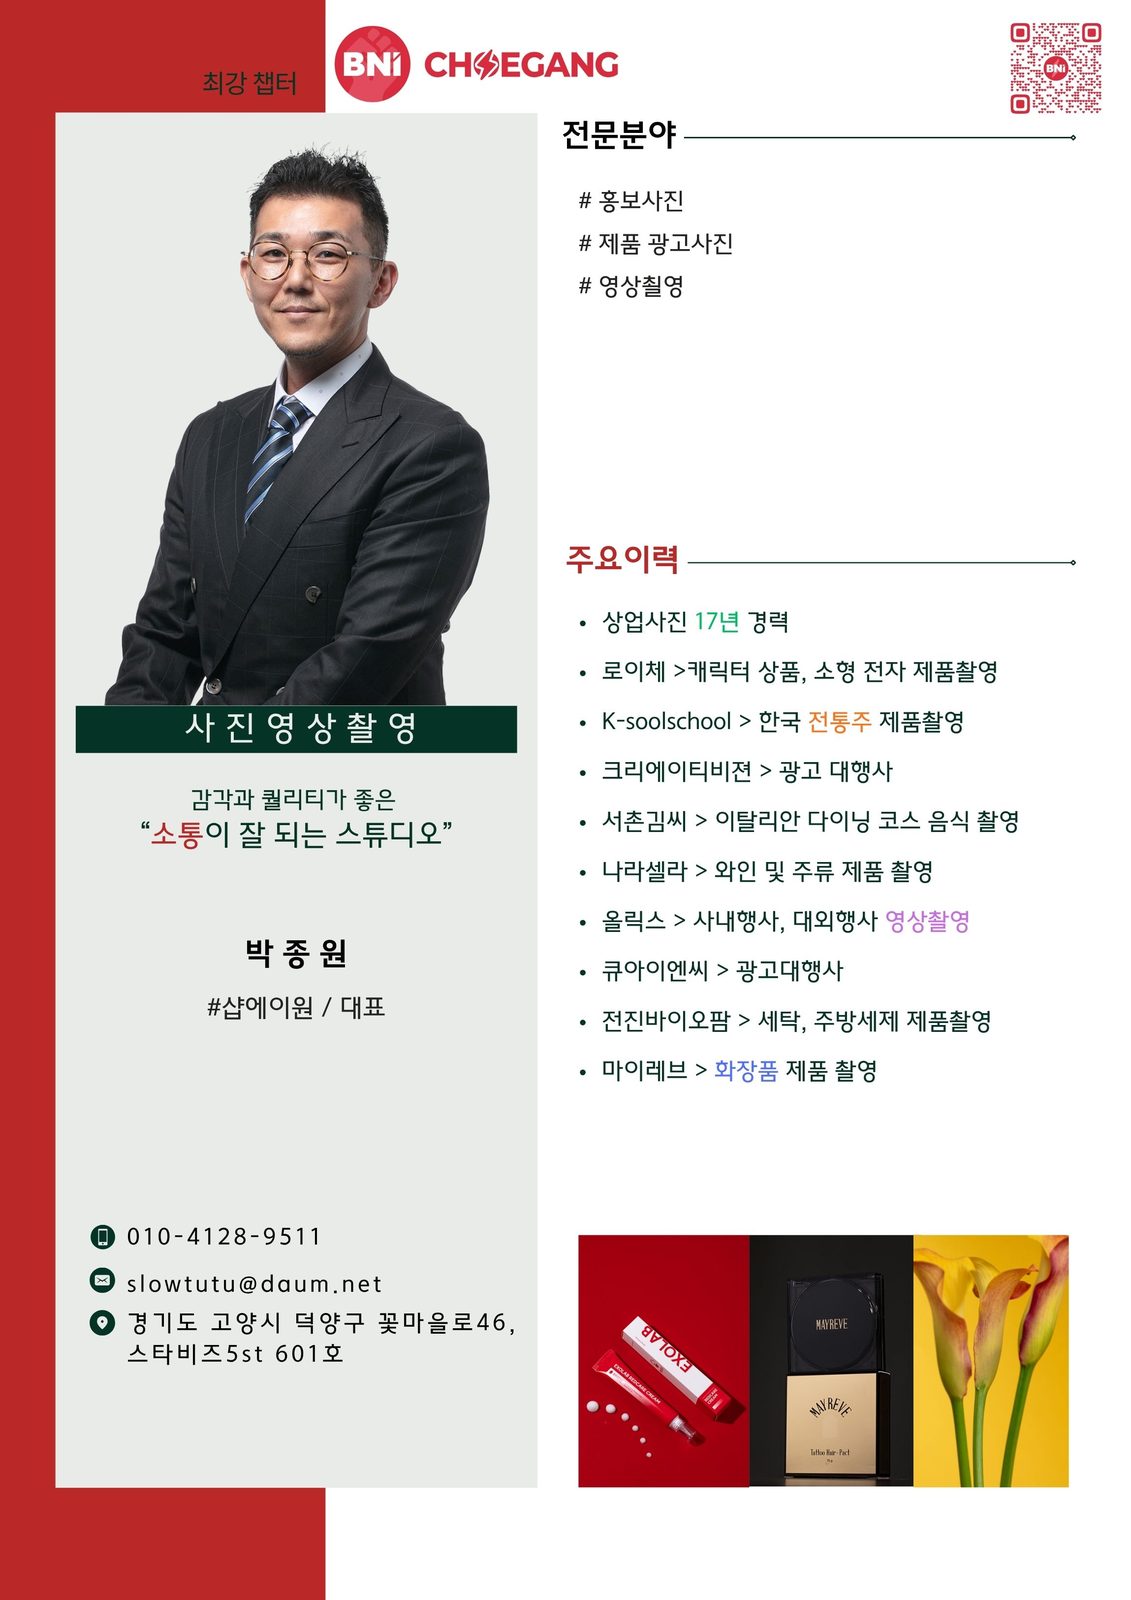 최강 챕터
BNI CHOEGANG
BNI
전문분야
# 홍보사진
# 제품 광고사진
# 영상쵤영
사진영상촬영
감각과 퀄리티가 좋은
“소통이 잘 되는 스튜디오”
박종원
#샵에이원 / 대표
010-4128-9511
slowtutu@daum.net
경기도 고양시 덕양구 꽃마을로46,
스타비즈5st 601호
주요이력
• 상업사진 17년 경력
• 로이체 >캐릭터 상품, 소형 전자 제품촬영
• K-soolschool > 한국 전통주 제품촬영
• 크리에이티비젼 > 광고 대행사
• 서촌김씨 > 이탈리안 다이닝 코스 음식 촬영
• 나라셀라 > 와인 및 주류 제품 촬영
• 올릭스 > 사내행사, 대외행사 영상촬영
• 큐아이엔씨 > 광고대행사
• 전진바이오팜 > 세탁, 주방세제 제품촬영
• 마이레브 > 화장품 제품 촬영
EXOLAB
EXOLAB REDICARE CREAM
MAYREVE
MAYREVE
Tattoo Hair-Pact